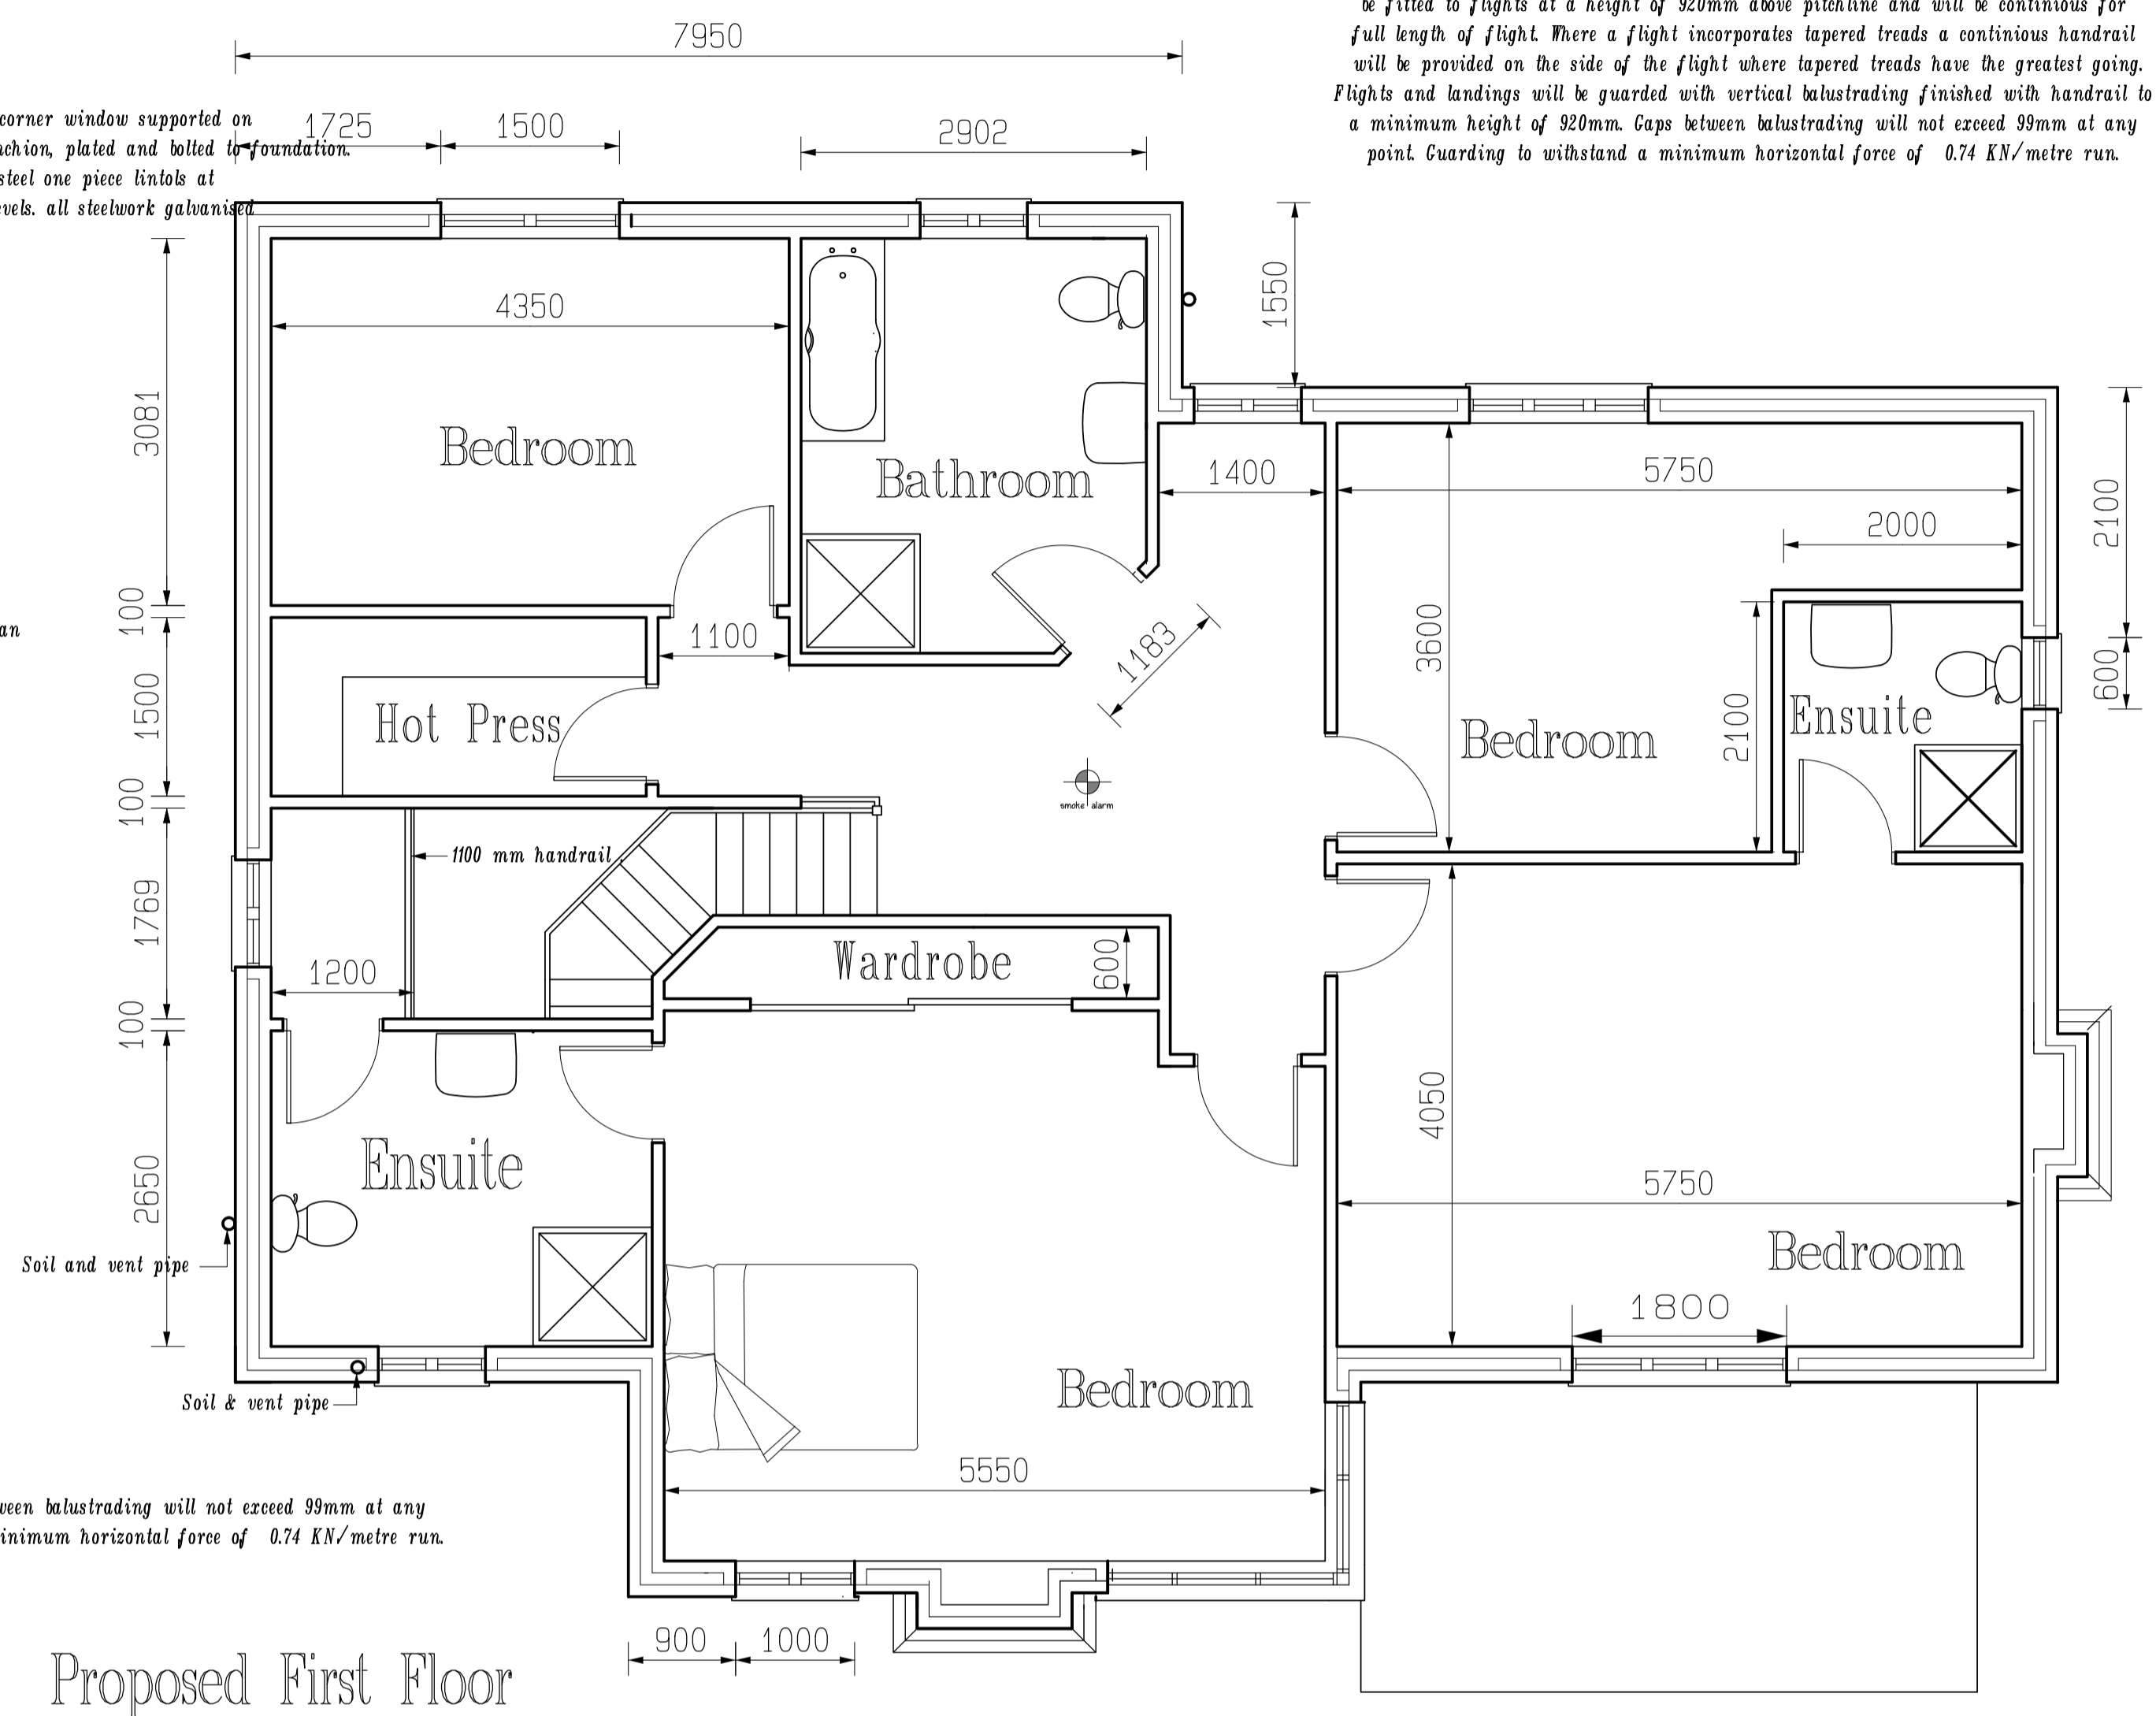 be fitted to flights at a height of 920mm above pitchline and will be continious for
full length of flight. Where a flight incorporates tapered treads a continious handrail
will be provided on the side of the flight where tapered treads have the greatest going.
Flights and landings will be guarded with vertical balustrading finished with handrail to
a minimum height of 920mm. Gaps between balustrading will not exceed 99mm at any
point. Guarding to withstand a minimum horizontal force of 0.74 KN/metre run.
7950
corner window supported on
nchion, plated and bolted to foundation.
steel one piece lintols at
vels. all steelwork galvanised
1725
1500
2902
1550
4350
3081
Bedroom
Bathroom
1400
5750
2000
2100
100
an
1100
1183
3600
600
1500
Hot Press
Bedroom
2100
Ensuite
smoke alarm
100
1100 mm handrail
1769
1200
Wardrobe
600
100
4050
2650
Ensuite
5750
Bedroom
Soil and vent pipe
1800
Soil & vent pipe
Bedroom
5550
ween balustrading will not exceed 99mm at any
inimum horizontal force of 0.74 KN/metre run.
900
1000
Proposed First Floor